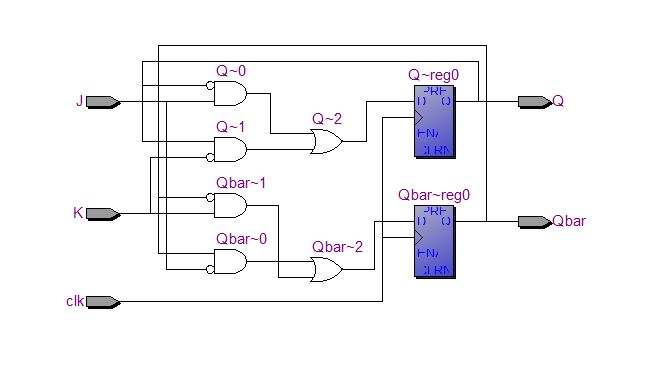 Q~0
Q~reg0
J
PRE
D
Q
Q
Q~1
Q~2
ENA
CLRN
Qbar~1
Qbar~reg0
K
PRE
D
Q
Qbar
Qbar~0
Qbar~2
ENA
CLRN
clk